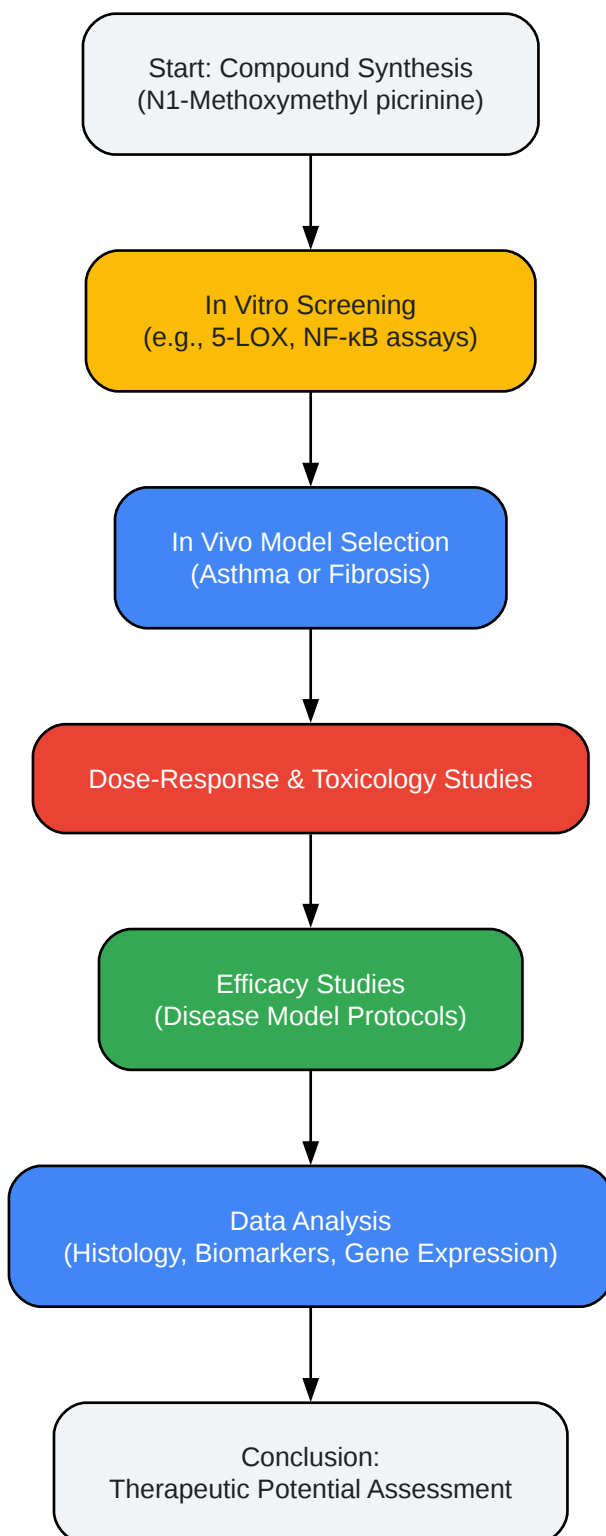 Start: Compound Synthesis
(N1-Methoxymethyl picrinine)
In Vitro Screening
(e.g., 5-LOX, NF-κB assays)
In Vivo Model Selection
(Asthma or Fibrosis)
Dose-Response & Toxicology Studies
Efficacy Studies
(Disease Model Protocols)
Data Analysis
(Histology, Biomarkers, Gene Expression)
Conclusion:
Therapeutic Potential Assessment